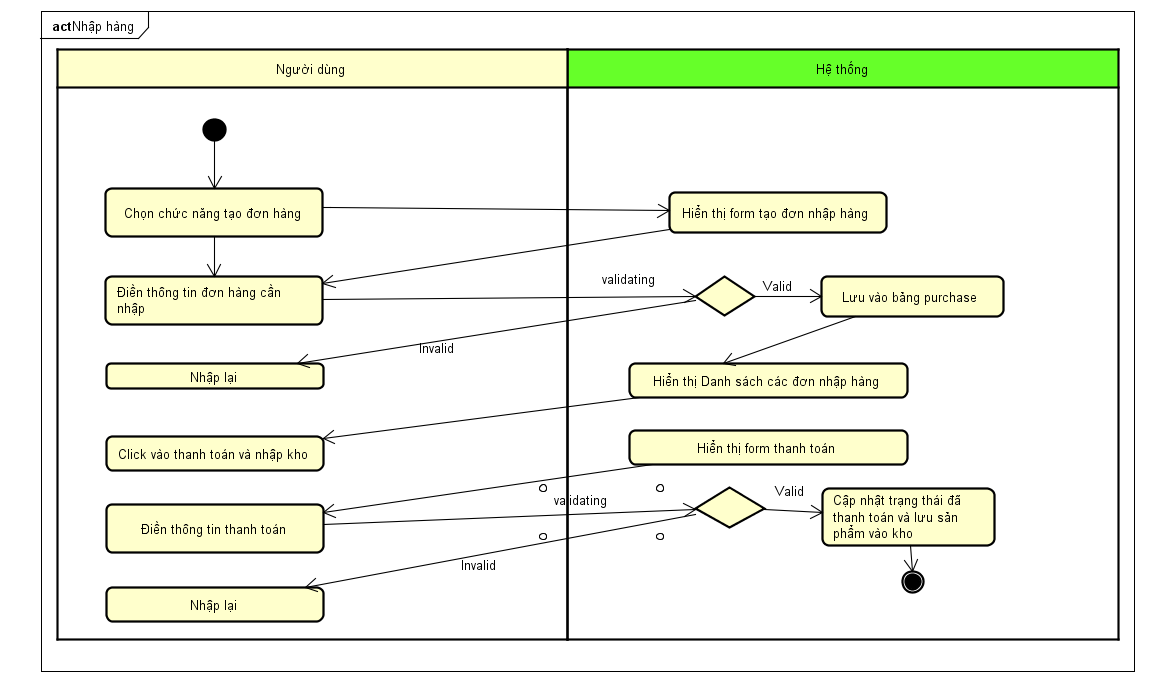 actNhập hàng
Người dùng
Hệ thống
Chọn chức năng tạo đơn hàng
Hiển thị form tạo đơn nhập hàng
Điền thông tin đơn hàng cần
nhập
validating
Valid
Lưu vào bảng purchase
Invalid
Nhập lại
Hiển thị Danh sách các đơn nhập hàng
Click vào thanh toán và nhập kho
Hiển thị form thanh toán
Điền thông tin thanh toán
validating
Valid
Cập nhật trạng thái đã
thanh toán và lưu sản
phẩm vào kho
Invalid
Nhập lại